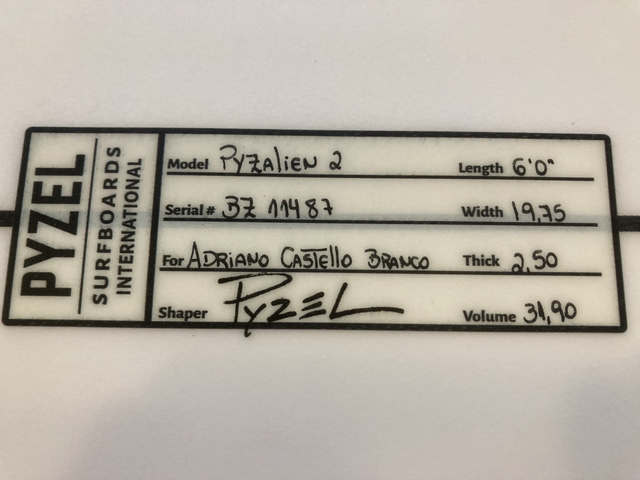 PYZEL
SURFBOARDS
INTERNATIONAL
Model PYZAlIEN 2 Length 6'0"
Serial # BZ 11487 Width 19,75
For ADRIANO CASTEllo BRANCO Thick 2,50
Shaper PYZEL Volume 31,90